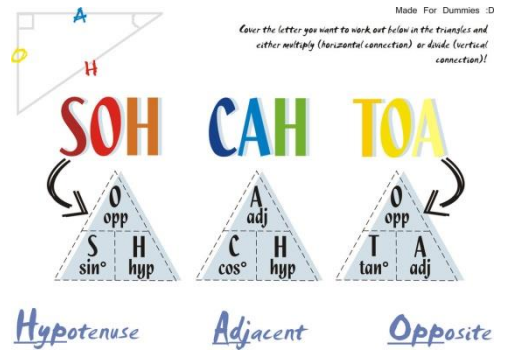 Made For Dummies :D
Cover the letter you want to work out below in the triangles and
either multiply (horizontal connection) or divide (vertical
connection)!
A
O
H
SOH CAH TOA
O
opp
S H
sin° hyp
A
adj
C H
cos° hyp
O
opp
T A
tan° adj
Hypotenuse Adjacent Opposite